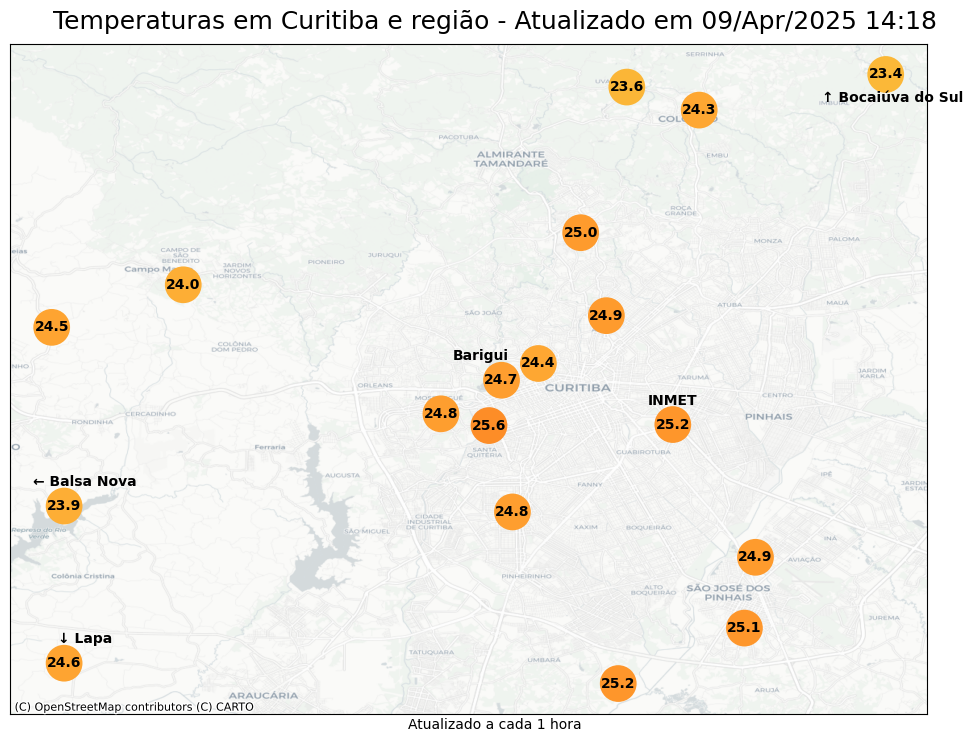 Temperaturas em Curitiba e região - Atualizado em 09/Apr/2025 14:18
SERRINHA
23.4
23.6
↑ Bocaiúva do Sul
24.3
PACOTUBA
EMBU
ALMIRANTE
TAMANDARÉ
ROÇA
GRANDE
25.0
MONZA
PALOMA
CAMPO DE
SÃO
BENEDITO
JURUQUI
PIONEIRO
JARDIM
NOVOS
HORIZONTES
24.0
ATUBA
MAUÁ
SÃO JOÃO
24.9
24.5
COLÔNIA
DOM PEDRO
Barigui
24.4
JARDIM
KARLA
24.7
TARUMÃ
ORLEANS
CURITIBA
CENTRO
INMET
24.8
CERCADINHO
PINHAIS
RONDINHA
25.6
25.2
Ferraria
SANTA
QUITÉRIA
CAJURU
GUABIROTUBA
AUGUSTA
IPÊ
← Balsa Nova
FANNY
23.9
24.8
CIDADE
INDUSTRIAL
DE CURITIBA
XAXIM
BOQUEIRÃO
Represa do Rio
Verde
SÃO MIGUEL
INÁ
24.9
AVIAÇÃO
Colônia Cristina
PINHEIRINHO
ALTO
BOQUEIRÃO
SÃO JOSÉ DOS
PINHAIS
JUREMA
25.1
↓ Lapa
TATUQUARA
UMBARÁ
24.6
25.2
ARUJÁ
ARAUCÁRIA
(C) OpenStreetMap contributors (C) CARTO
Atualizado a cada 1 hora